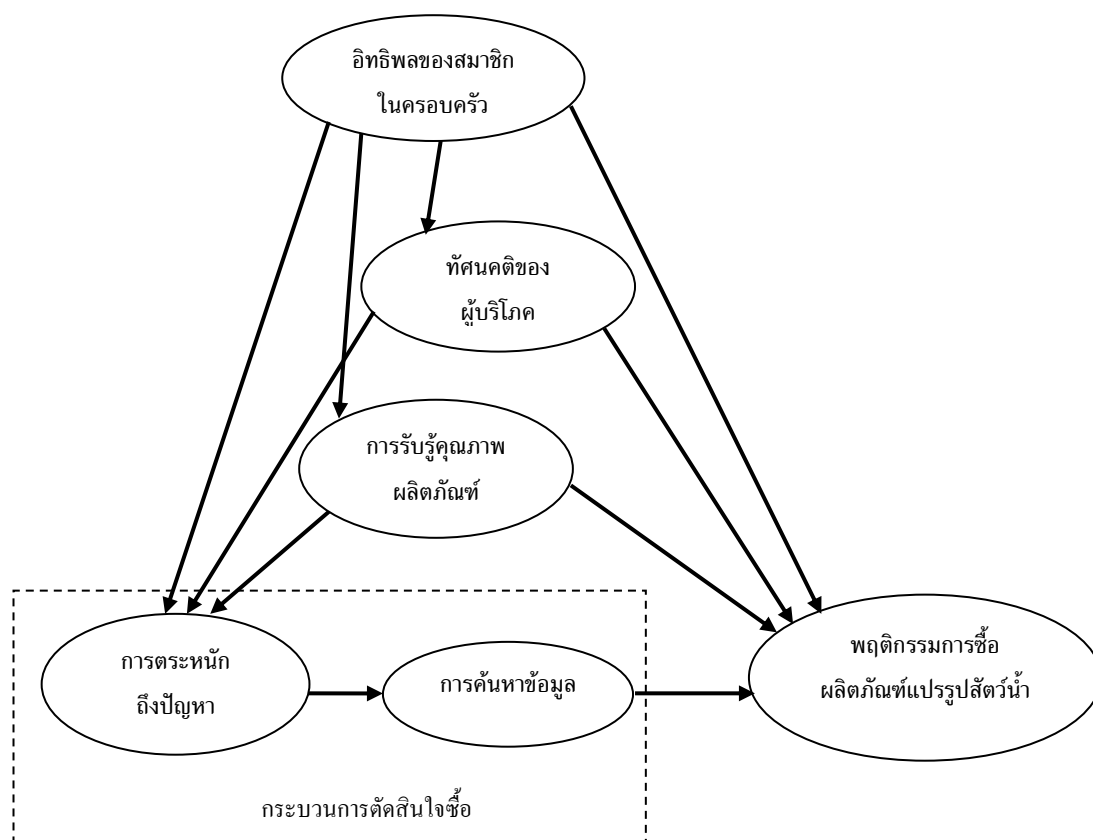 อิทธิพลของสมาชิก
ในครอบครัว
ทัศนคติของ
ผู้บริโภค
การรับรู้คุณภาพ
ผลิตภัณฑ์
การตระหนัก
ถึงปัญหา
การค้นหาข้อมูล
พฤติกรรมการซื้อ
ผลิตภัณฑ์แปรรูปสัตว์น้ำ
กระบวนการตัดสินใจซื้อ